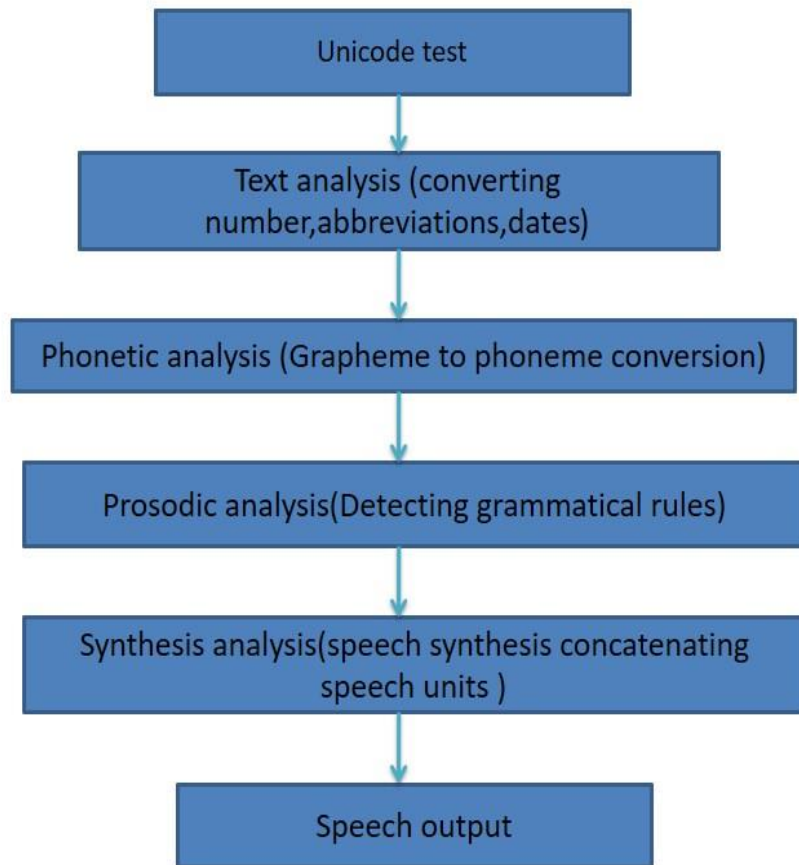 Unicode test
Text analysis (converting
number,abbreviations,dates)
Phonetic analysis (Grapheme to phoneme conversion)
Prosodic analysis(Detecting grammatical rules)
Synthesis analysis(speech synthesis concatenating
speech units )
Speech output